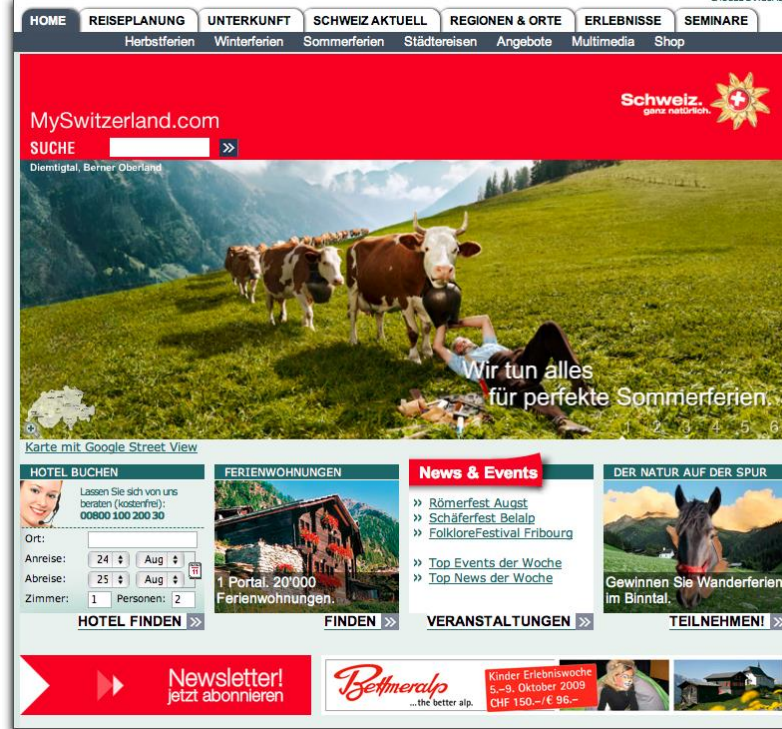 HOME REISEPLANUNG UNTERKUNFT SCHWEIZ AKTUELL REGIONEN & ORTE ERLEBNISSE SEMINARE
Herbstferien Winterferien Sommerferien Städtereisen Angebote Multimedia Shop
MySwitzerland.com
Schweiz.
ganz natürlich.
SUCHE »
Diemtigtal, Berner Oberland
Wir tun alles
für perfekte Sommerferien.
1 2 3 4 5 6
Karte mit Google Street View
HOTEL BUCHEN
Lassen Sie sich von uns
beraten (kostenfrei):
00800 100 200 30
Ort:
Anreise: 24 Aug
Abreise: 25 Aug
11
Zimmer: 1 Personen: 2
HOTEL FINDEN »
FERIENWOHNUNGEN
1 Portal. 20'000
Ferienwohnungen.
FINDEN »
News & Events
» Römerfest Augst
» Schäferfest Belalp
» FolkloreFestival Fribourg
» Top Events der Woche
» Top News der Woche
VERANSTALTUNGEN »
DER NATUR AUF DER SPUR
Gewinnen Sie Wanderferien
im Binntal.
TEILNEHMEN! »
Newsletter!
jetzt abonnieren
Bettmeralp
...the better alp.
Kinder Erlebniswoche
5.–9. Oktober 2009
CHF 150.–/€ 96.–